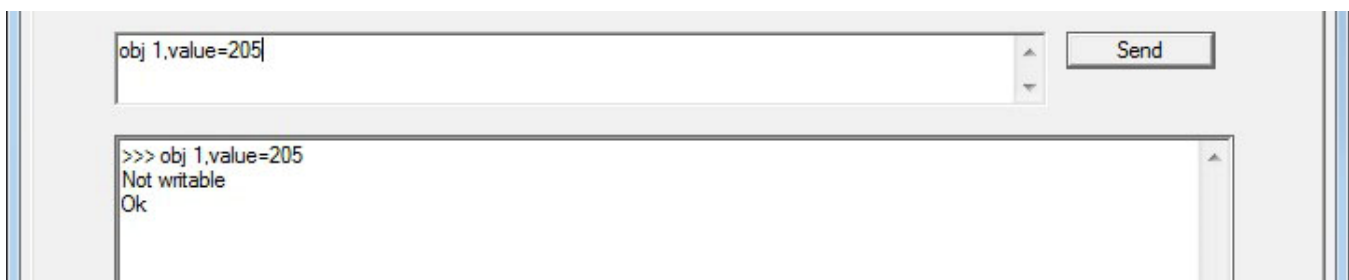 obj 1,value=205
Send
>>> obj 1,value=205
Not writable
Ok